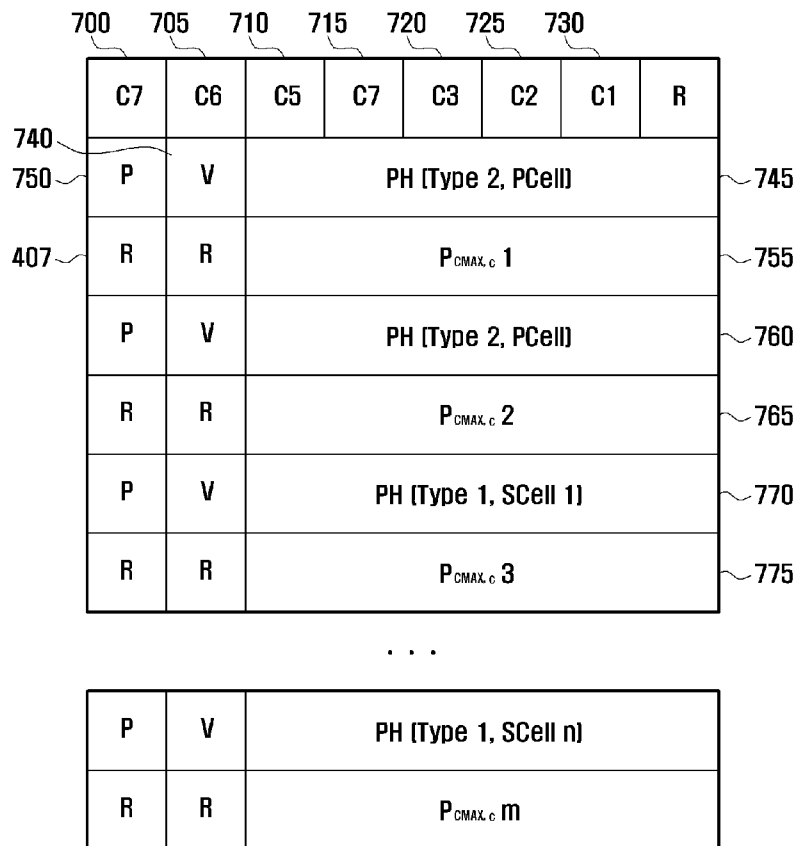 700 705 710 715 720 725 730
C7 C6 C5 C7 C3 C2 C1 R
740
750 P V PH (Type 2, PCell) 745
407 R R PCMAX, c 1 755
P V PH (Type 2, PCell) 760
R R PCMAX, c 2 765
P V PH (Type 1, SCell 1) 770
R R PCMAX, c 3 775
. . .
P V PH (Type 1, SCell n)
R R PCMAX, c m